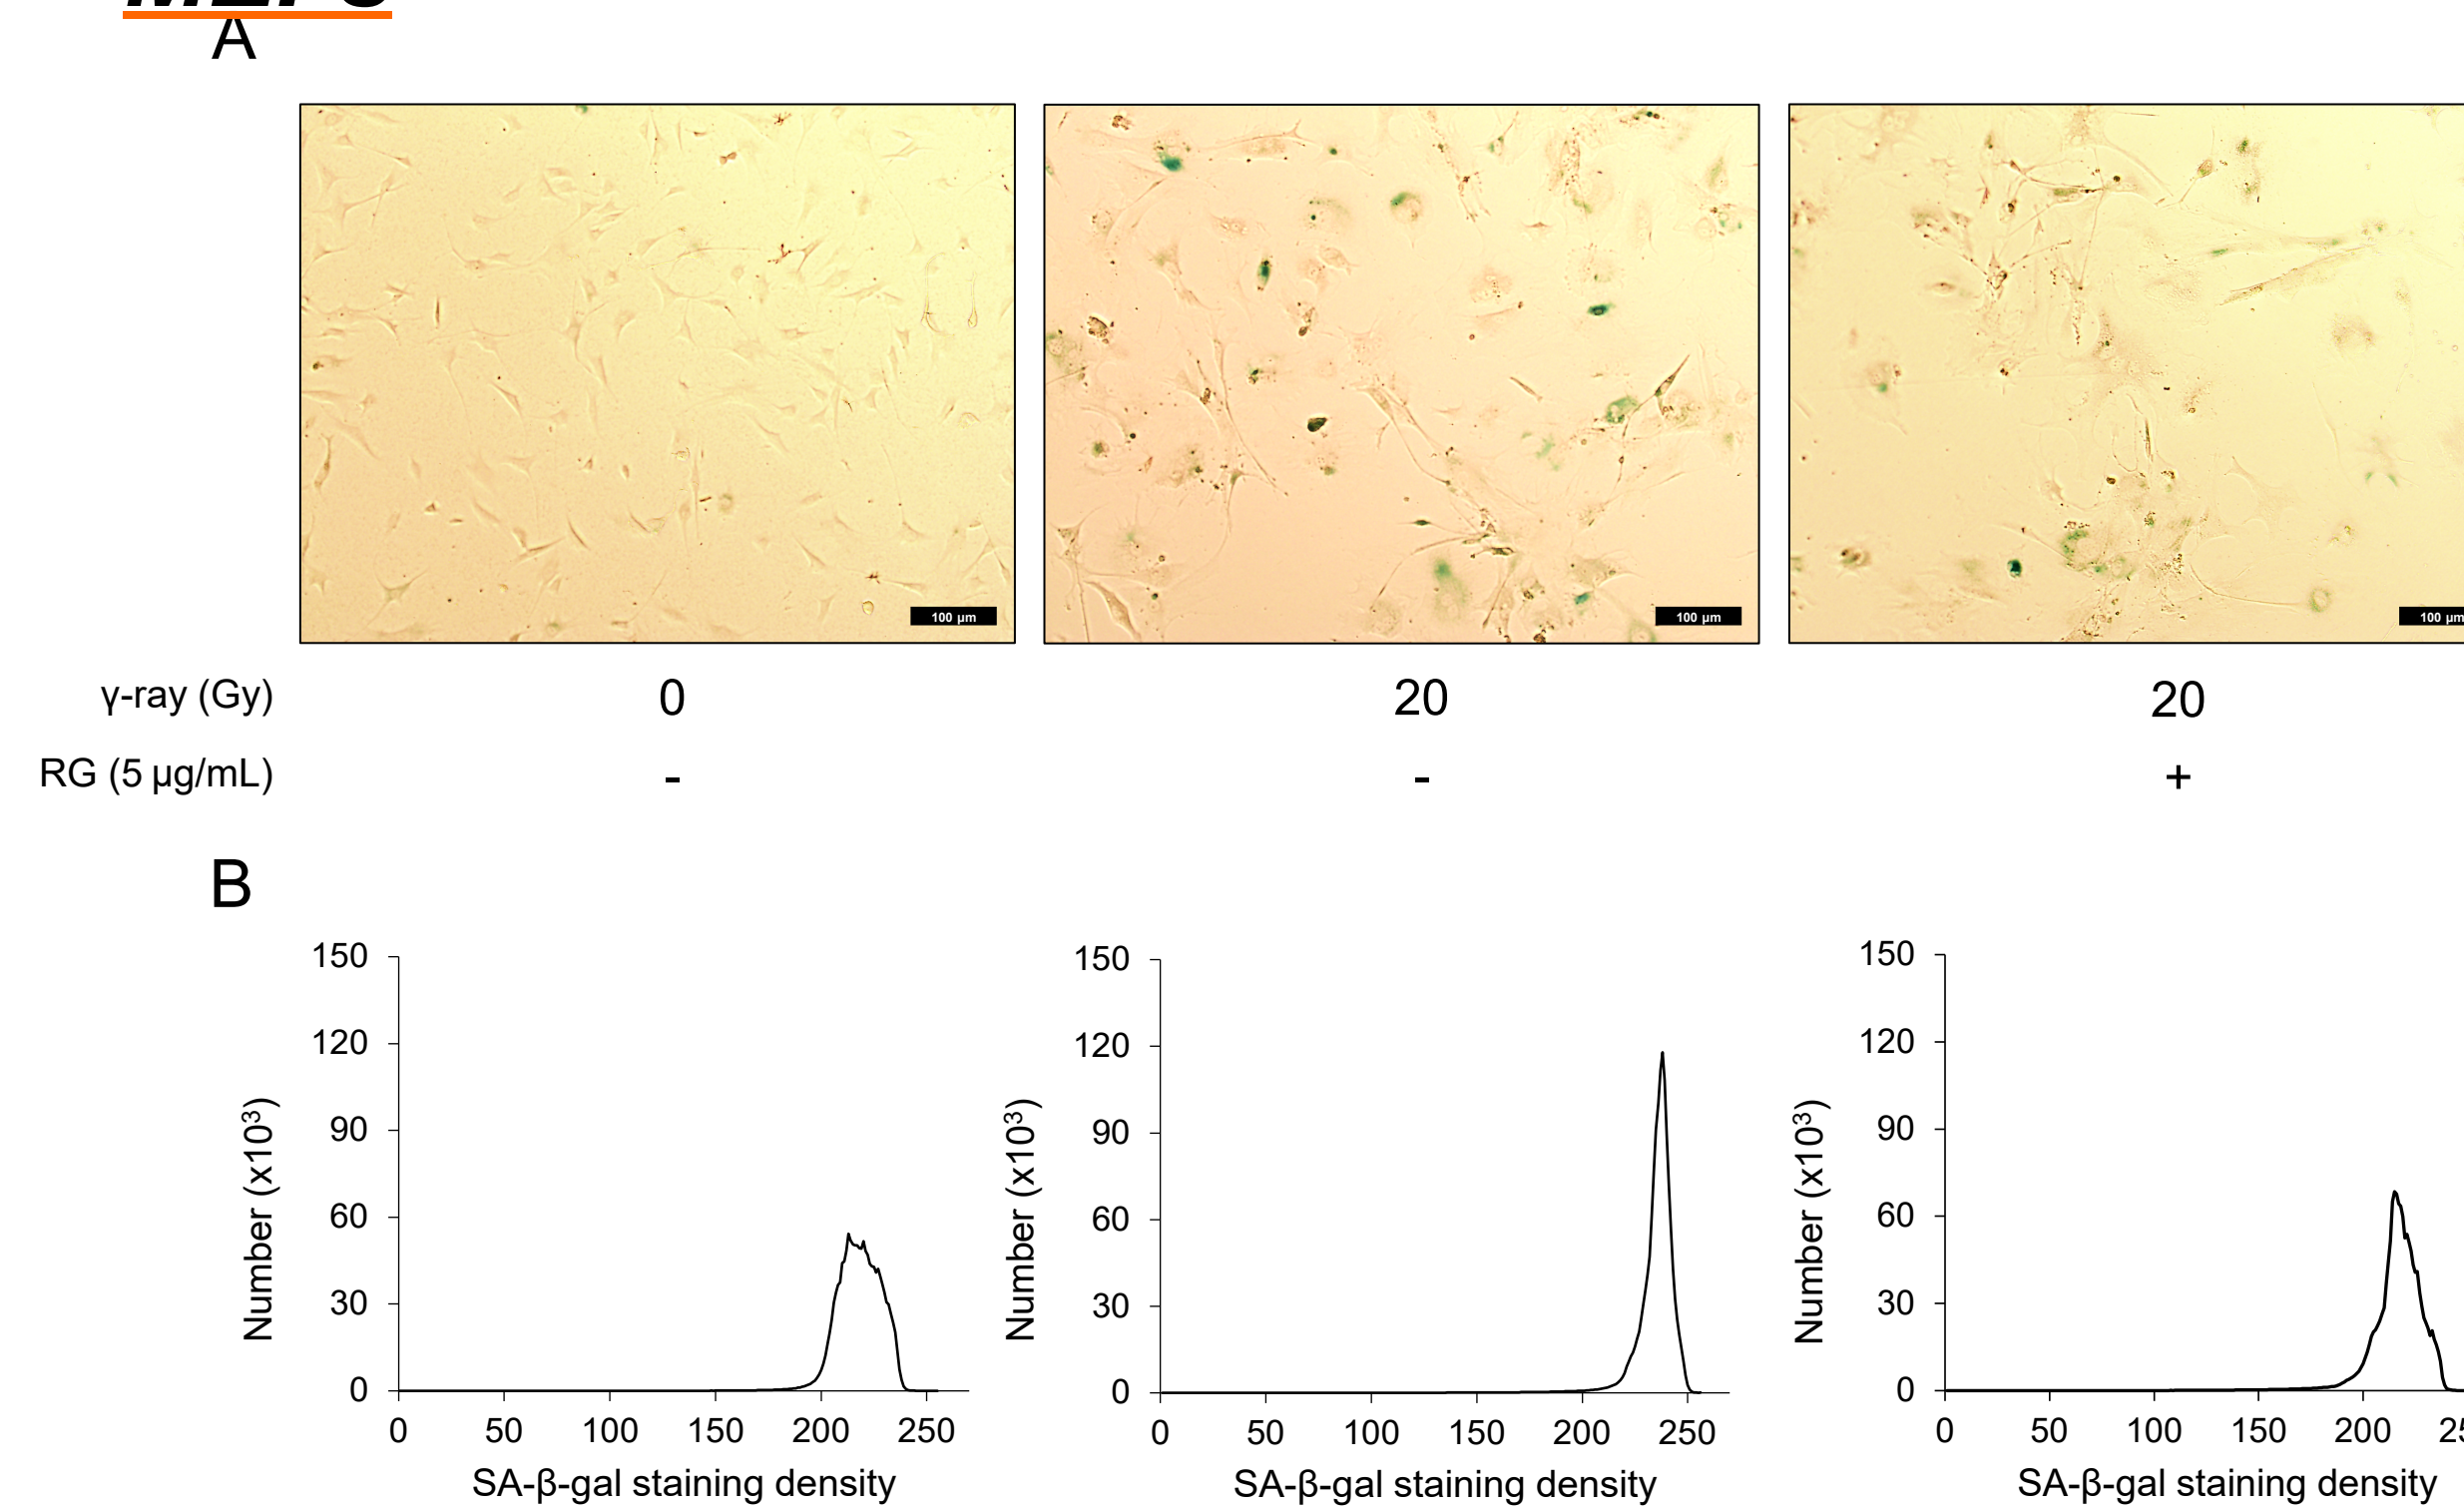 A
100 µm
100 µm
100 µm
γ-ray (Gy) 0 20 20
RG (5 µg/mL) - - +
B
150
120
90
60
30
0
Number (x10³)
0 50 100 150 200 250
SA-β-gal staining density
150
120
90
60
30
0
Number (x10³)
0 50 100 150 200 250
SA-β-gal staining density
150
120
90
60
30
0
Number (x10³)
0 50 100 150 200
SA-β-gal staining density